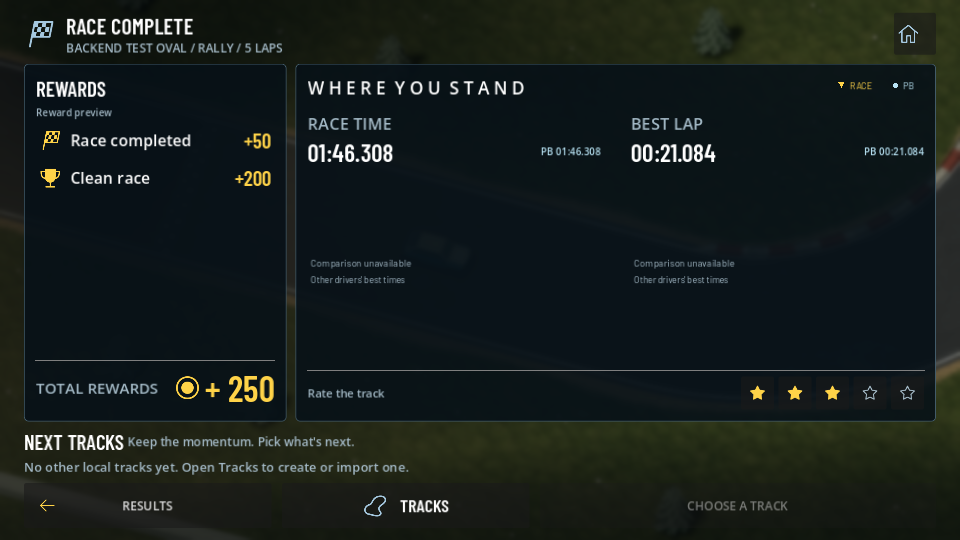 RACE COMPLETE
BACKEND TEST OVAL / RALLY / 5 LAPS
REWARDS
Reward preview
Race completed +50
Clean race +200
TOTAL REWARDS + 250
WHERE YOU STAND
RACE PB
RACE TIME
01:46.308 PB 01:46.308
Comparison unavailable
Other drivers' best times
BEST LAP
00:21.084 PB 00:21.084
Comparison unavailable
Other drivers' best times
Rate the track
NEXT TRACKS Keep the momentum. Pick what's next.
No other local tracks yet. Open Tracks to create or import one.
RESULTS TRACKS CHOOSE A TRACK